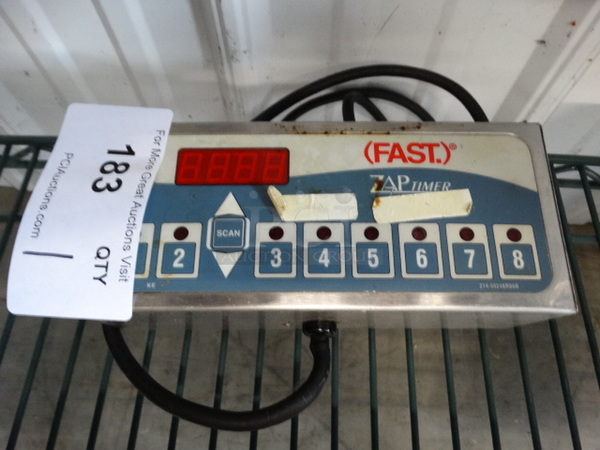 For More Great Auctions Visit
183 QTY
PCIAuctions.com 1
(FAST.)®
ZAP TIMER
SCAN
2 3 4 5 6 7 8